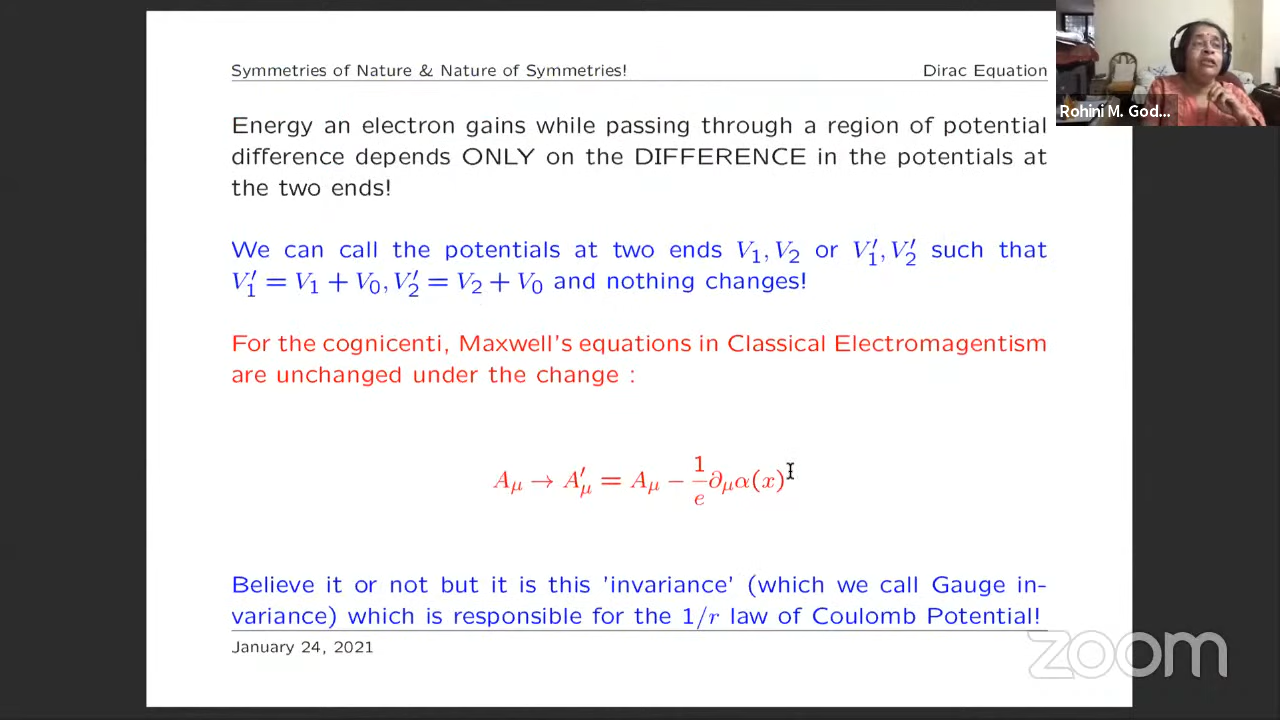 Symmetries of Nature & Nature of Symmetries!
Dirac Equation
Energy an electron gains while passing through a region of potential
difference depends ONLY on the DIFFERENCE in the potentials at
the two ends!
We can call the potentials at two ends V₁, V₂ or V₁′, V₂′ such that
V₁′ = V₁ + V₀, V₂′ = V₂ + V₀ and nothing changes!
For the cognicenti, Maxwell's equations in Classical Electromagentism
are unchanged under the change :
A_μ → A′_μ = A_μ − 1/e ∂_μ α(x)
Believe it or not but it is this 'invariance' (which we call Gauge in-
variance) which is responsible for the 1/r law of Coulomb Potential!
January 24, 2021
Rohini M. God...
zoom